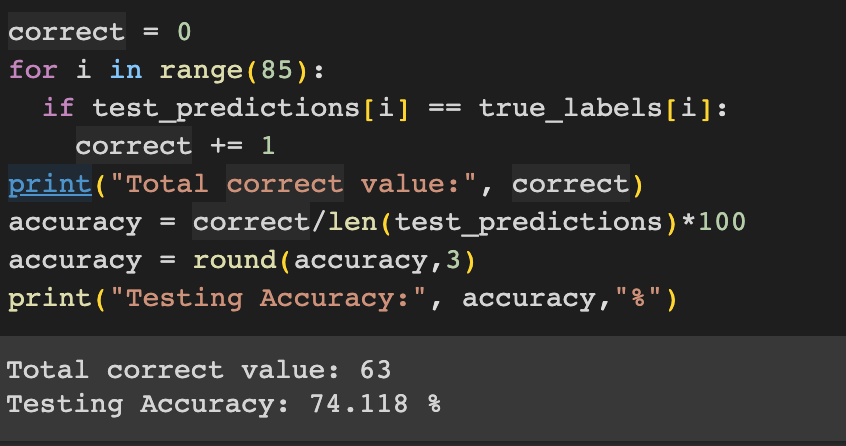 correct = 0
for i in range(85):
  if test_predictions[i] == true_labels[i]:
    correct += 1
print("Total correct value:", correct)
accuracy = correct/len(test_predictions)*100
accuracy = round(accuracy,3)
print("Testing Accuracy:", accuracy,"%")
Total correct value: 63
Testing Accuracy: 74.118 %